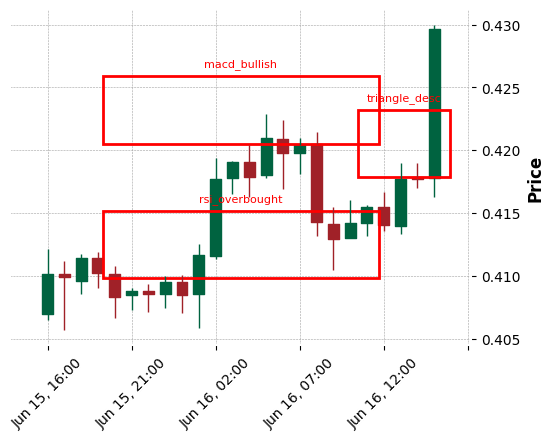 0.430
macd_bullish
0.425
0.420
rsi_overbought
0.415
0.410
0.405
Price
Jun 15, 16:00
Jun 15, 21:00
Jun 16, 02:00
Jun 16, 07:00
Jun 16, 12:00